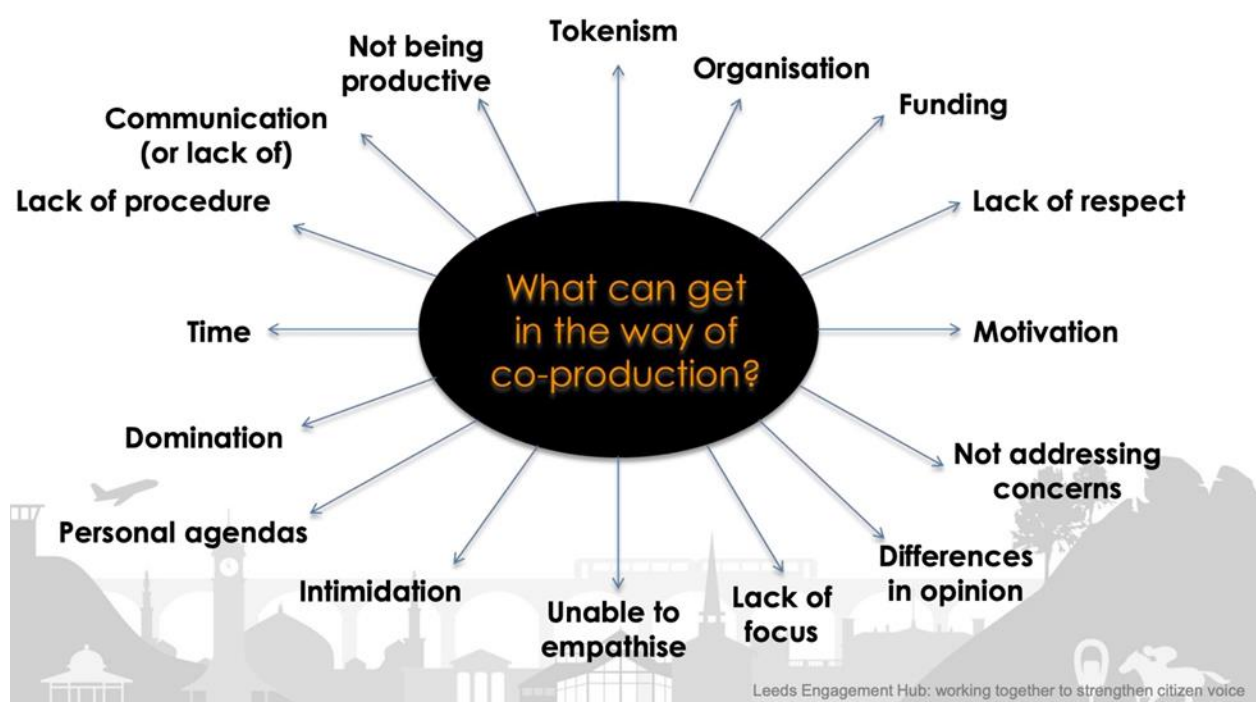 Tokenism
Organisation
Funding
Lack of respect
Motivation
Not addressing
concerns
Differences
in opinion
Lack of
focus
Unable to
empathise
Intimidation
Personal agendas
Domination
Time
Lack of procedure
Communication
(or lack of)
Not being
productive
What can get
in the way of
co-production?
Leeds Engagement Hub: working together to strengthen citizen voice